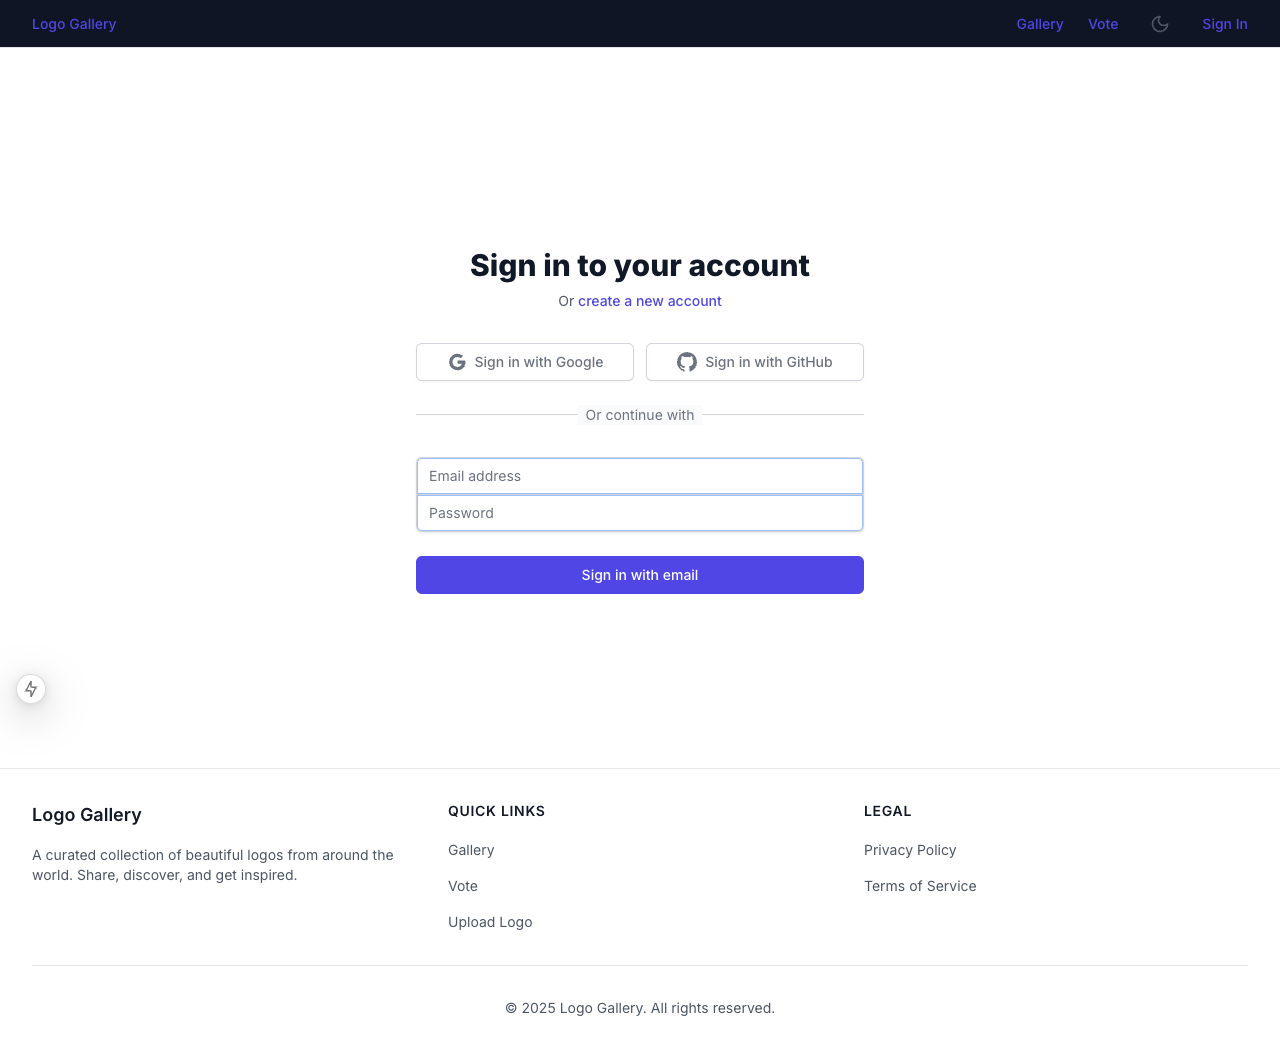 Logo Gallery
Gallery
Vote
Sign In
Sign in to your account
Or create a new account
Sign in with Google
Sign in with GitHub
Or continue with
Email address
Password
Sign in with email
Logo Gallery
A curated collection of beautiful logos from around the
world. Share, discover, and get inspired.
QUICK LINKS
Gallery
Vote
Upload Logo
LEGAL
Privacy Policy
Terms of Service
© 2025 Logo Gallery. All rights reserved.